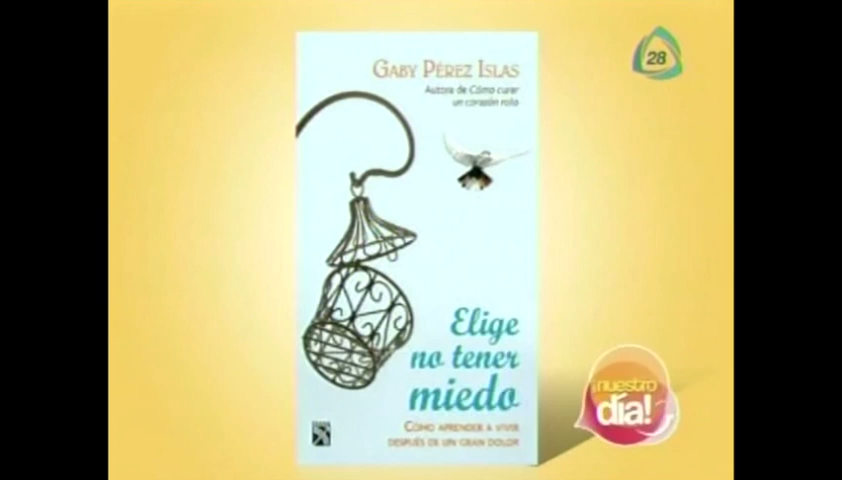 GABY PÉREZ ISLAS
Autora de Cómo curar
un corazón roto
Elige
no tener
miedo
CÓMO APRENDER A VIVIR
DESPUÉS DE UN GRAN DOLOR
28
¡nuestro
día!